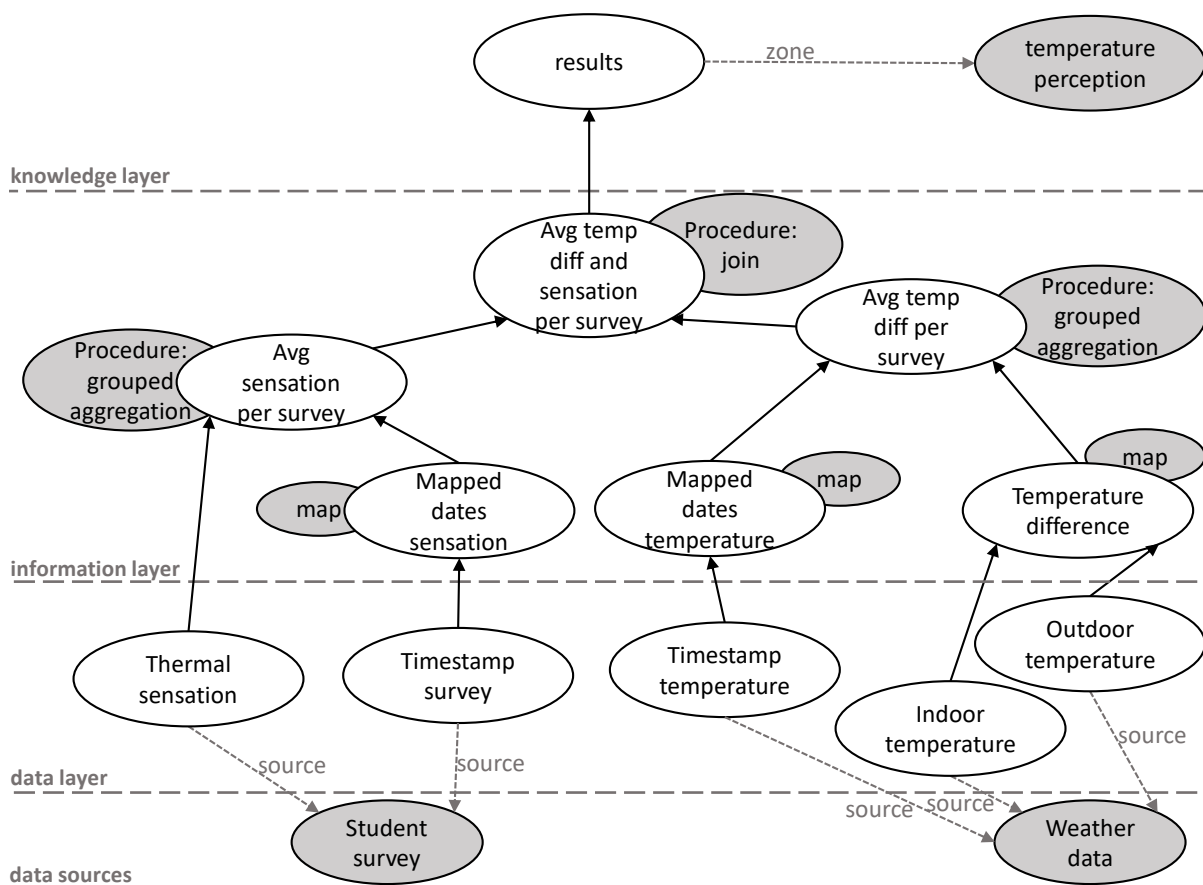 results
zone
temperature
perception
knowledge layer
Avg temp
diff and
sensation
per survey
Procedure:
join
Avg temp
diff per
survey
Procedure:
grouped
aggregation
Procedure:
grouped
aggregation
Avg
sensation
per survey
map
Mapped
dates
sensation
Mapped
dates
temperature
map
map
Temperature
difference
information layer
Thermal
sensation
Timestamp
survey
Timestamp
temperature
Indoor
temperature
Outdoor
temperature
source
source
source
source
source
data layer
Student
survey
Weather
data
data sources